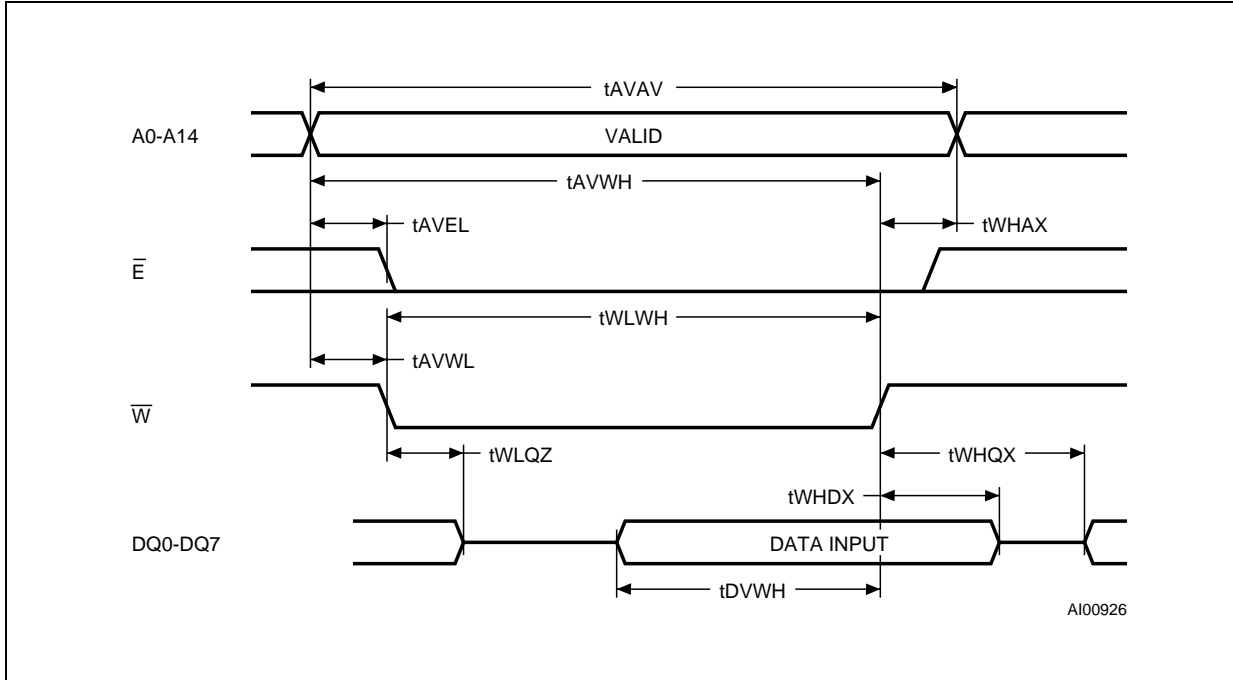 tAVAV
A0-A14
VALID
tAVWH
tAVEL
tWHAX
E̅
tWLWH
tAVWL
W̅
tWLQZ
tWHQX
tWHDX
DQ0-DQ7
DATA INPUT
tDVWH
AI00926